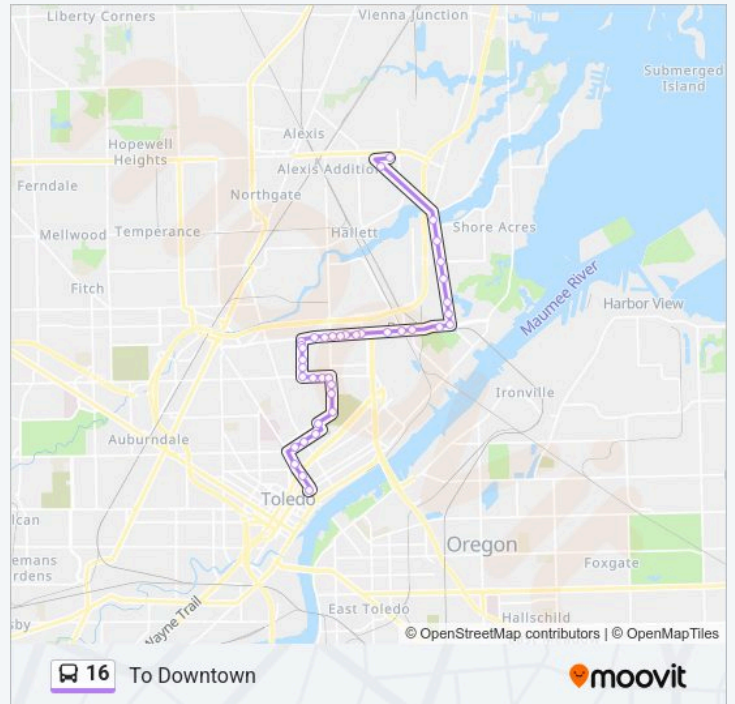 Liberty Corners
Vienna Junction
Submerged
Island
Alexis
Hopewell
Heights
Alexis Addition
Ferndale
Northgate
Mellwood
Temperance
Hallett
Shore Acres
Fitch
Maumee River
Harbor View
Ironville
Auburndale
Toledo
lcan
Oregon
emans
rdens
Foxgate
East Toledo
sby
Wayne Trail
Hallschild
© OpenStreetMap contributors | © OpenMapTiles
16 To Downtown
moovit